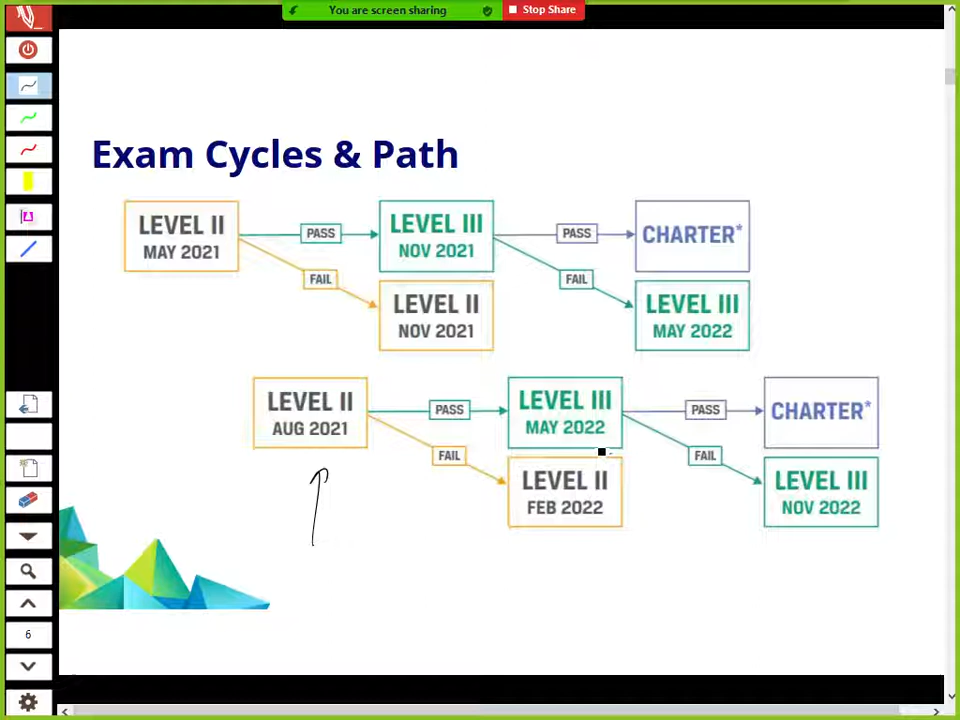 You are screen sharing
Stop Share
Exam Cycles & Path
LEVEL II
MAY 2021
PASS
LEVEL III
NOV 2021
PASS
CHARTER*
FAIL
LEVEL II
NOV 2021
FAIL
LEVEL III
MAY 2022
LEVEL II
AUG 2021
PASS
LEVEL III
MAY 2022
PASS
CHARTER*
FAIL
LEVEL II
FEB 2022
FAIL
LEVEL III
NOV 2022
6